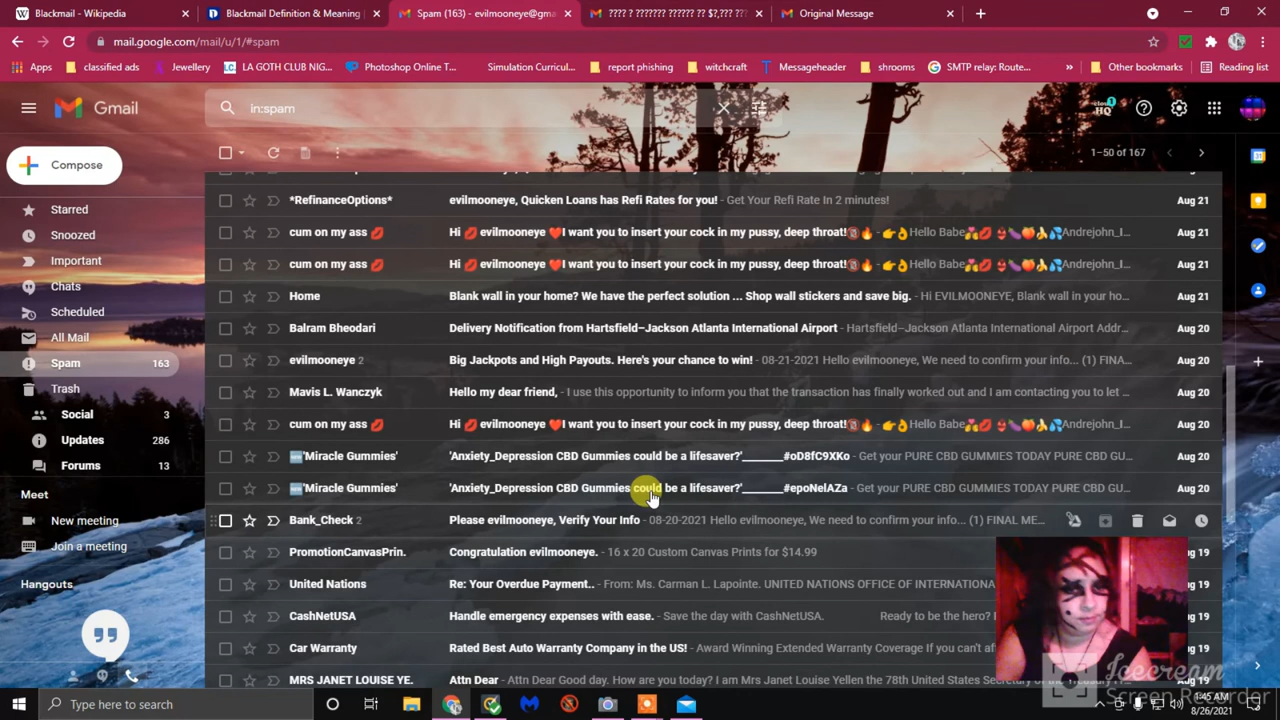 Blackmail - Wikipedia
Blackmail Definition & Meaning
Spam (163) - evilmooneye@gma
???? ? ??????? ?????? ?? $?,??? ???
Original Message
mail.google.com/mail/u/1/#spam
Apps
classified ads
Jewellery
LA GOTH CLUB NIG...
Photoshop Online T...
Simulation Curricul...
report phishing
witchcraft
Messageheader
shrooms
SMTP relay: Route...
Other bookmarks
Reading list
Gmail
in:spam
Compose
1–50 of 167
Starred
Snoozed
Important
Chats
Scheduled
All Mail
Spam 163
Trash
Social 3
Updates 286
Forums 13
Meet
New meeting
Join a meeting
Hangouts
*RefinanceOptions* evilmooneye, Quicken Loans has Refi Rates for you! - Get Your Refi Rate In 2 minutes! Aug 21
cum on my ass 💋 Hi 💋 evilmooneye ❤️I want you to insert your cock in my pussy, deep throat!🔞🔥 - 👉👌Hello Babe💑💋 👙🍆🍑🍌💦Andrejohn_I... Aug 21
cum on my ass 💋 Hi 💋 evilmooneye ❤️I want you to insert your cock in my pussy, deep throat!🔞🔥 - 👉👌Hello Babe💑💋 👙🍆🍑🍌💦Andrejohn_I... Aug 21
Home Blank wall in your home? We have the perfect solution ... Shop wall stickers and save big. - Hi EVILMOONEYE, Blank wall in your ho... Aug 21
Balram Bheodari Delivery Notification from Hartsfield–Jackson Atlanta International Airport - Hartsfield–Jackson Atlanta International Airport Addr... Aug 20
evilmooneye 2 Big Jackpots and High Payouts. Here's your chance to win! - 08-21-2021 Hello evilmooneye, We need to confirm your info... (1) FINA... Aug 20
Mavis L. Wanczyk Hello my dear friend, - I use this opportunity to inform you that the transaction has finally worked out and I am contacting you to let ... Aug 20
cum on my ass 💋 Hi 💋 evilmooneye ❤️I want you to insert your cock in my pussy, deep throat!🔞🔥 - 👉👌Hello Babe💑💋 👙🍆🍑🍌💦Andrejohn_I... Aug 20
🆕'Miracle Gummies' 'Anxiety_Depression CBD Gummies could be a lifesaver?'_______#oD8fC9XKo - Get your PURE CBD GUMMIES TODAY PURE CBD GU... Aug 20
🆕'Miracle Gummies' 'Anxiety_Depression CBD Gummies could be a lifesaver?'_______#epoNelAZa - Get your PURE CBD GUMMIES TODAY PURE CBD GU... Aug 20
Bank_Check 2 Please evilmooneye, Verify Your Info - 08-20-2021 Hello evilmooneye, We need to confirm your info... (1) FINAL ME...
PromotionCanvasPrin. Congratulation evilmooneye. - 16 x 20 Custom Canvas Prints for $14.99 ug 19
United Nations Re: Your Overdue Payment.. - From: Ms. Carman L. Lapointe. UNITED NATIONS OFFICE OF INTERNATIONA ug 19
CashNetUSA Handle emergency expenses with ease. - Save the day with CashNetUSA. Ready to be the hero? ug 19
Car Warranty Rated Best Auto Warranty Company in the US! - Award Winning Extended Warranty Coverage If you can't af ug 19
MRS JANET LOUISE YE. Attn Dear - Attn Dear Good day. How are you today? I am Mrs Janet Louise Yellen the 78th United States Secretary of the Treasury
Icecream
Screen Recorder
Type here to search
1:45 AM
8/26/2021